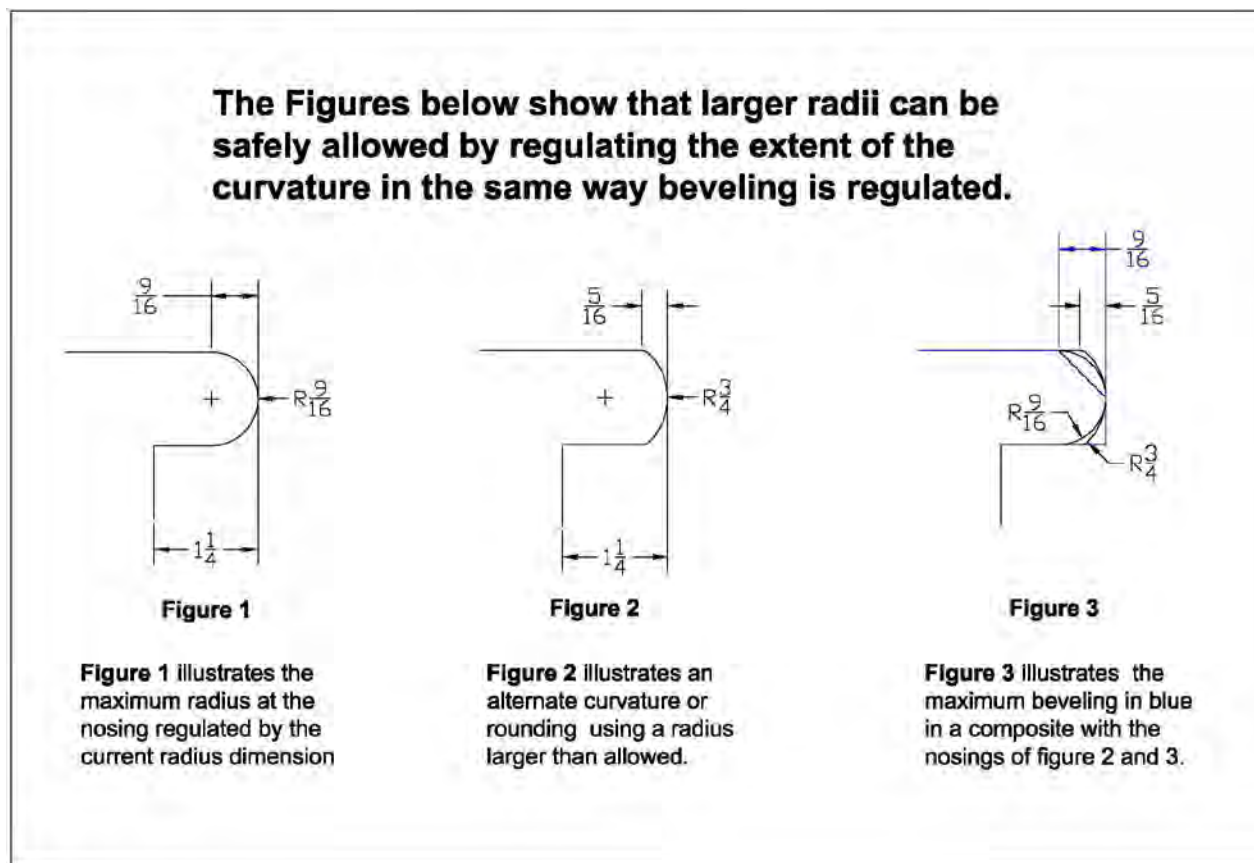 The Figures below show that larger radii can be
safely allowed by regulating the extent of the
curvature in the same way beveling is regulated.
9/16
R9/16
1 1/4
Figure 1
Figure 1 illustrates the
maximum radius at the
nosing regulated by the
current radius dimension
5/16
R3/4
1 1/4
Figure 2
Figure 2 illustrates an
alternate curvature or
rounding using a radius
larger than allowed.
9/16
5/16
R9/16
R3/4
Figure 3
Figure 3 illustrates the
maximum beveling in blue
in a composite with the
nosings of figure 2 and 3.